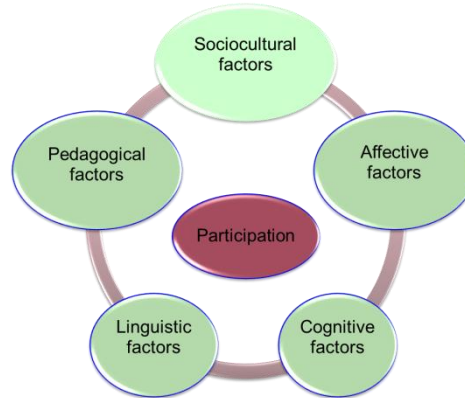 Sociocultural
factors
Pedagogical
factors
Affective
factors
Participation
Linguistic
factors
Cognitive
factors